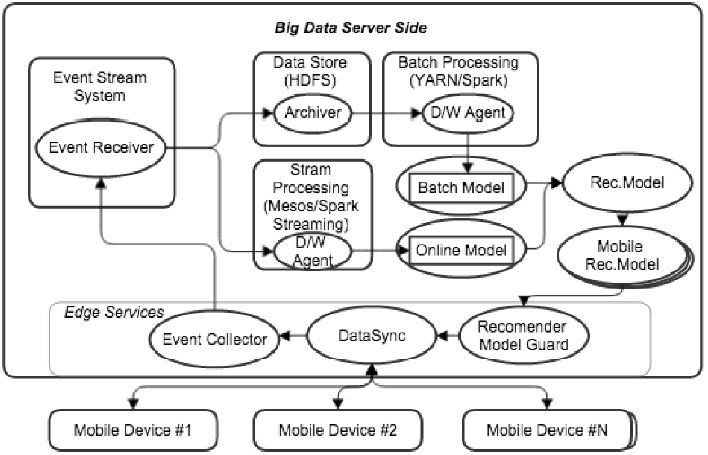 Big Data Server Side
Event Stream
System
Event Receiver
Data Store
(HDFS)
Archiver
Batch Processing
(YARN/Spark)
D/W Agent
Stram
Processing
(Mesos/Spark
Streaming)
D/W
Agent
Batch Model
Online Model
Rec.Model
Mobile
Rec.Model
Edge Services
Event Collector
DataSync
Recomender
Model Guard
Mobile Device #1
Mobile Device #2
Mobile Device #N